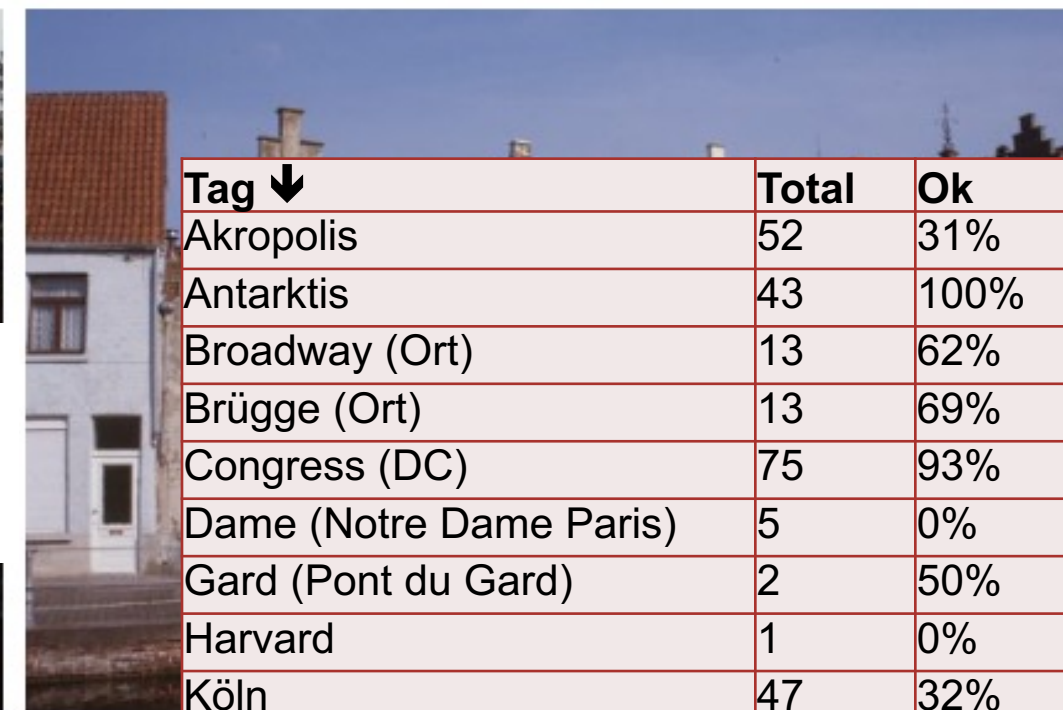 Tag 🡻 Total Ok
Akropolis 52 31%
Antarktis 43 100%
Broadway (Ort) 13 62%
Brügge (Ort) 13 69%
Congress (DC) 75 93%
Dame (Notre Dame Paris) 5 0%
Gard (Pont du Gard) 2 50%
Harvard 1 0%
Köln 47 32%